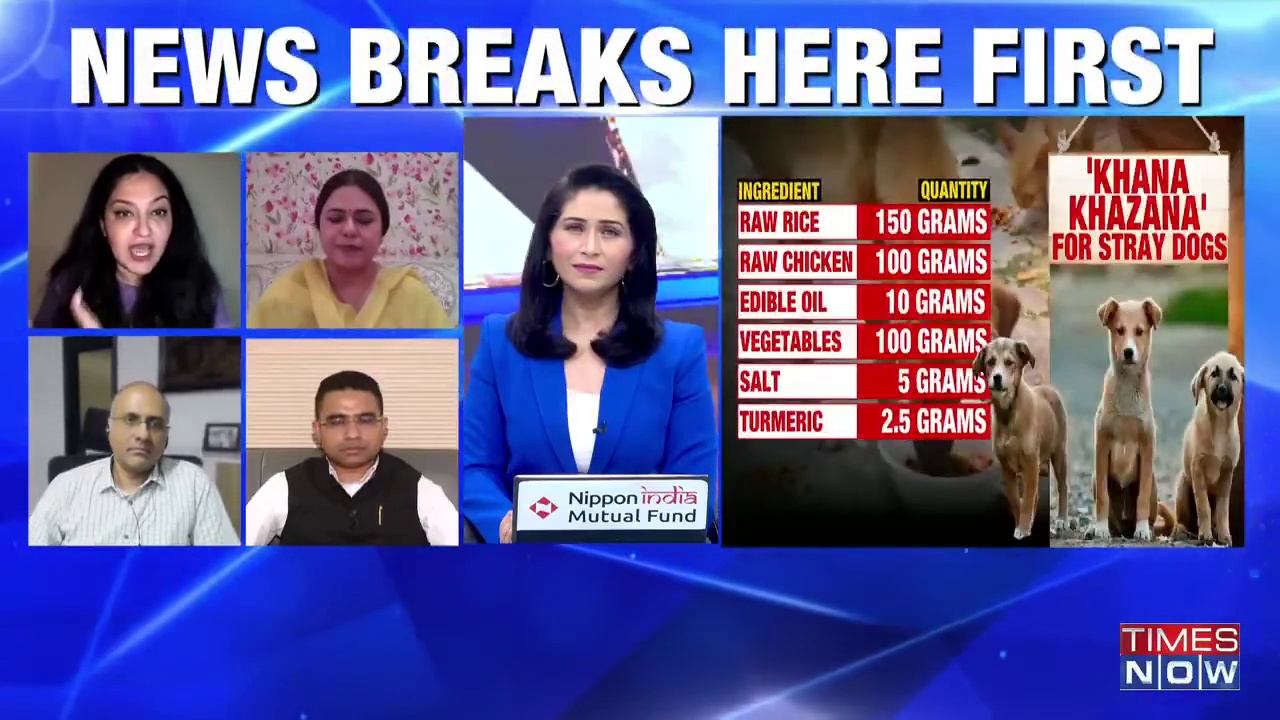 NEWS BREAKS HERE FIRST
INGREDIENT QUANTITY
RAW RICE 150 GRAMS
RAW CHICKEN 100 GRAMS
EDIBLE OIL 10 GRAMS
VEGETABLES 100 GRAMS
SALT 5 GRAMS
TURMERIC 2.5 GRAMS
'KHANA
KHAZANA'
FOR STRAY DOGS
Nippon india
Mutual Fund
TIMES
NOW